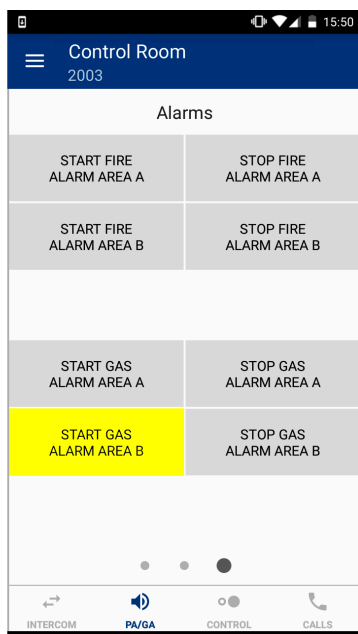 15:50
Control Room
2003
Alarms
START FIRE
ALARM AREA A
STOP FIRE
ALARM AREA A
START FIRE
ALARM AREA B
STOP FIRE
ALARM AREA B
START GAS
ALARM AREA A
STOP GAS
ALARM AREA A
START GAS
ALARM AREA B
STOP GAS
ALARM AREA B
INTERCOM
PA/GA
CONTROL
CALLS